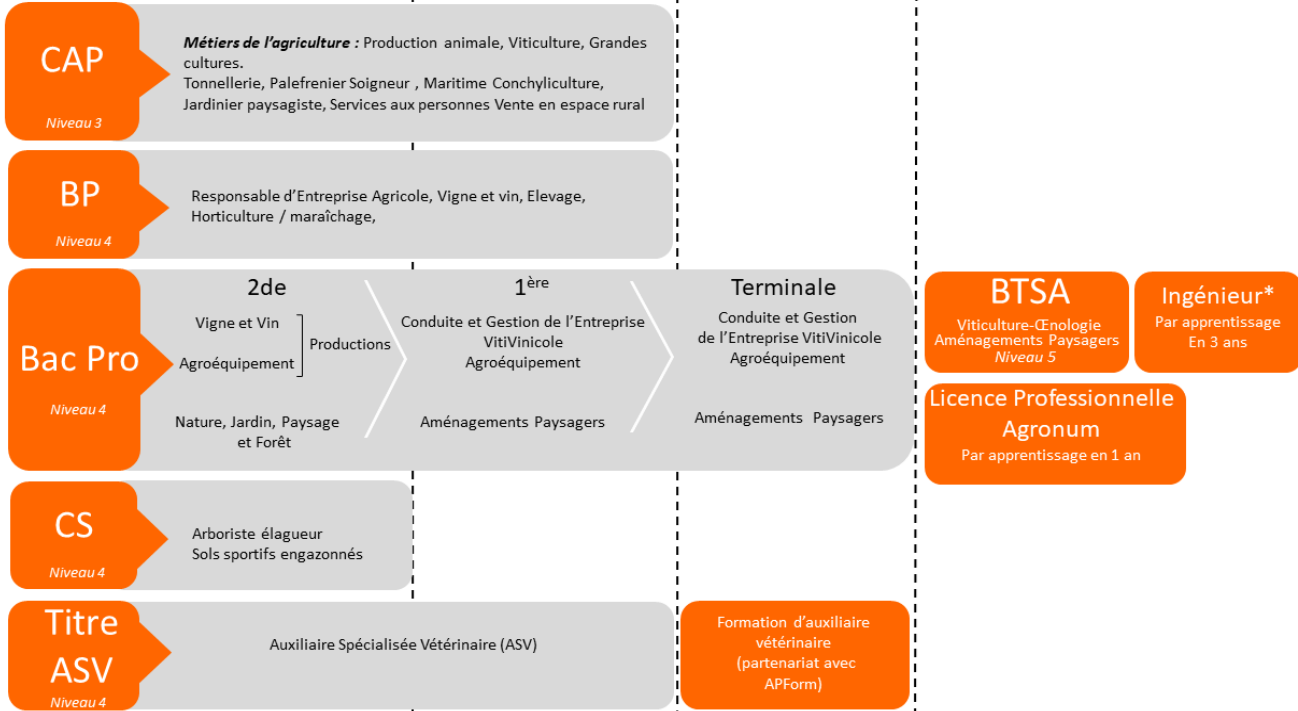 CAP
Niveau 3
Métiers de l'agriculture : Production animale, Viticulture, Grandes
cultures.
Tonnellerie, Palefrenier Soigneur , Maritime Conchyliculture,
Jardinier paysagiste, Services aux personnes Vente en espace rural
BP
Niveau 4
Responsable d'Entreprise Agricole, Vigne et vin, Elevage,
Horticulture / maraîchage,
Bac Pro
Niveau 4
2de
Vigne et Vin
Productions
Agroéquipement
Nature, Jardin, Paysage
et Forêt
1ère
Conduite et Gestion de l'Entreprise
VitiVinicole
Agroéquipement
Aménagements Paysagers
Terminale
Conduite et Gestion
de l'Entreprise VitiVinicole
Agroéquipement
Aménagements Paysagers
BTSA
Viticulture-Œnologie
Aménagements Paysagers
Niveau 5
Ingénieur*
Par apprentissage
En 3 ans
Licence Professionnelle
Agronum
Par apprentissage en 1 an
CS
Niveau 4
Arboriste élagueur
Sols sportifs engazonnés
Titre
ASV
Niveau 4
Auxiliaire Spécialisée Vétérinaire (ASV)
Formation d'auxiliaire
vétérinaire
(partenariat avec
APForm)